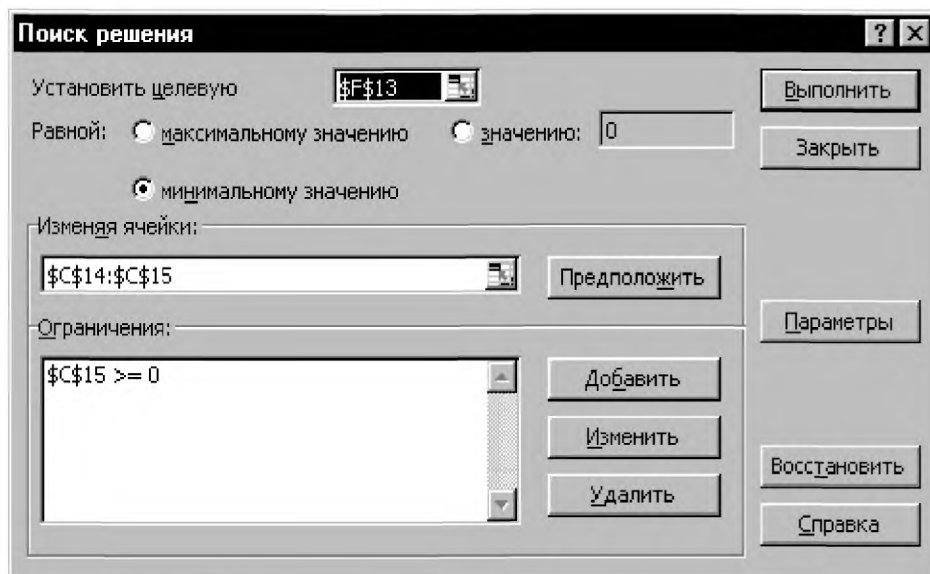 Поиск решения
Установить целевую $F$13 Выполнить
Равной: максимальному значению значению: 0 Закрыть
минимальному значению
Изменяя ячейки:
$C$14:$C$15 Предположить
Ограничения: Параметры
$C$15 >= 0 Добавить
Изменить
Восстановить
Удалить
Справка